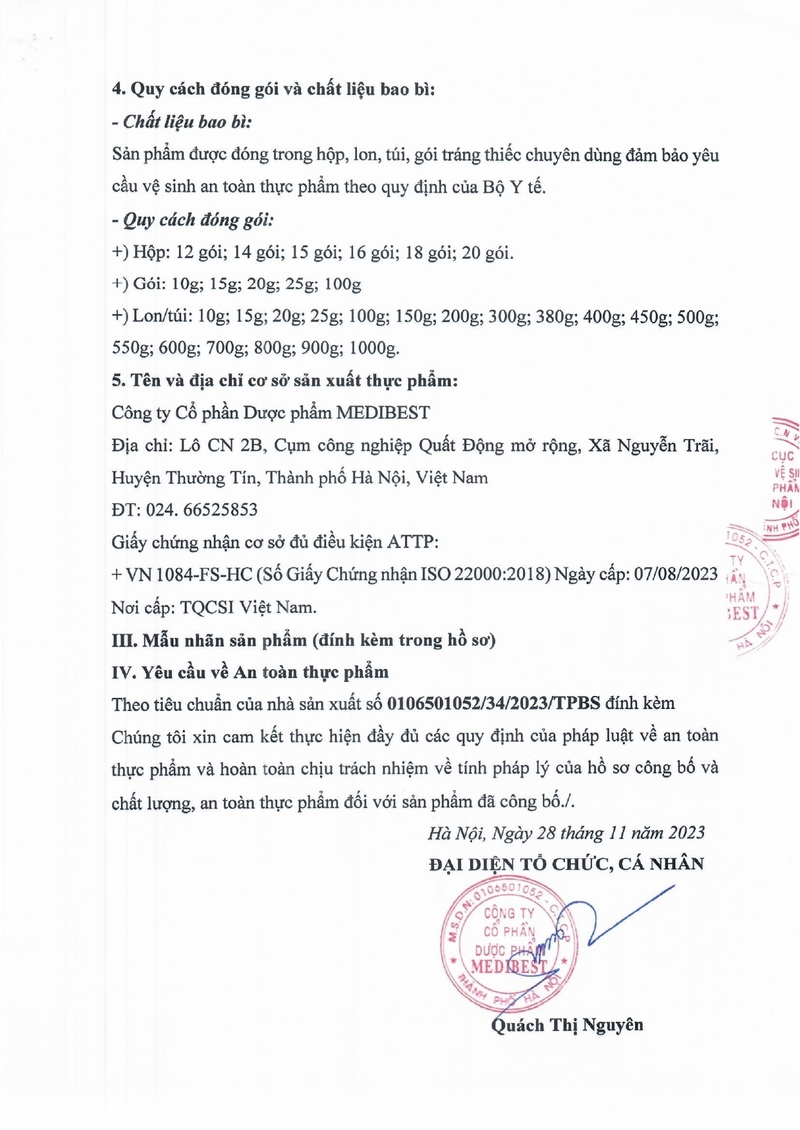 4. Quy cách đóng gói và chất liệu bao bì:
- Chất liệu bao bì:
Sản phẩm được đóng trong hộp, lon, túi, gói tráng thiếc chuyên dùng đảm bảo yêu
cầu vệ sinh an toàn thực phẩm theo quy định của Bộ Y tế.
- Quy cách đóng gói:
+) Hộp: 12 gói; 14 gói; 15 gói; 16 gói; 18 gói; 20 gói.
+) Gói: 10g; 15g; 20g; 25g; 100g
+) Lon/túi: 10g; 15g; 20g; 25g; 100g; 150g; 200g; 300g; 380g; 400g; 450g; 500g;
550g; 600g; 700g; 800g; 900g; 1000g.
5. Tên và địa chỉ cơ sở sản xuất thực phẩm:
Công ty Cổ phần Dược phẩm MEDIBEST
Địa chỉ: Lô CN 2B, Cụm công nghiệp Quất Động mở rộng, Xã Nguyễn Trãi,
Huyện Thường Tín, Thành phố Hà Nội, Việt Nam
ĐT: 024. 66525853
Giấy chứng nhận cơ sở đủ điều kiện ATTP:
+ VN 1084-FS-HC (Số Giấy Chứng nhận ISO 22000:2018) Ngày cấp: 07/08/2023
Nơi cấp: TQCSI Việt Nam.
III. Mẫu nhãn sản phẩm (đính kèm trong hồ sơ)
IV. Yêu cầu về An toàn thực phẩm
Theo tiêu chuẩn của nhà sản xuất số 0106501052/34/2023/TPBS đính kèm
Chúng tôi xin cam kết thực hiện đầy đủ các quy định của pháp luật về an toàn
thực phẩm và hoàn toàn chịu trách nhiệm về tính pháp lý của hồ sơ công bố và
chất lượng, an toàn thực phẩm đối với sản phẩm đã công bố./.
Hà Nội, Ngày 28 tháng 11 năm 2023
ĐẠI DIỆN TỔ CHỨC, CÁ NHÂN
M.S.D.N: 0106501052 - C.T.C.P
CÔNG TY
CỔ PHẦN
DƯỢC PHẨM
MEDIBEST
THÀNH PHỐ HÀ NỘI
Quách Thị Nguyên
CỤC
PHẨM
NỘI
1052 - C.T.C.P
TY
HẦN
PHẨM
BEST
HÀ NỘI